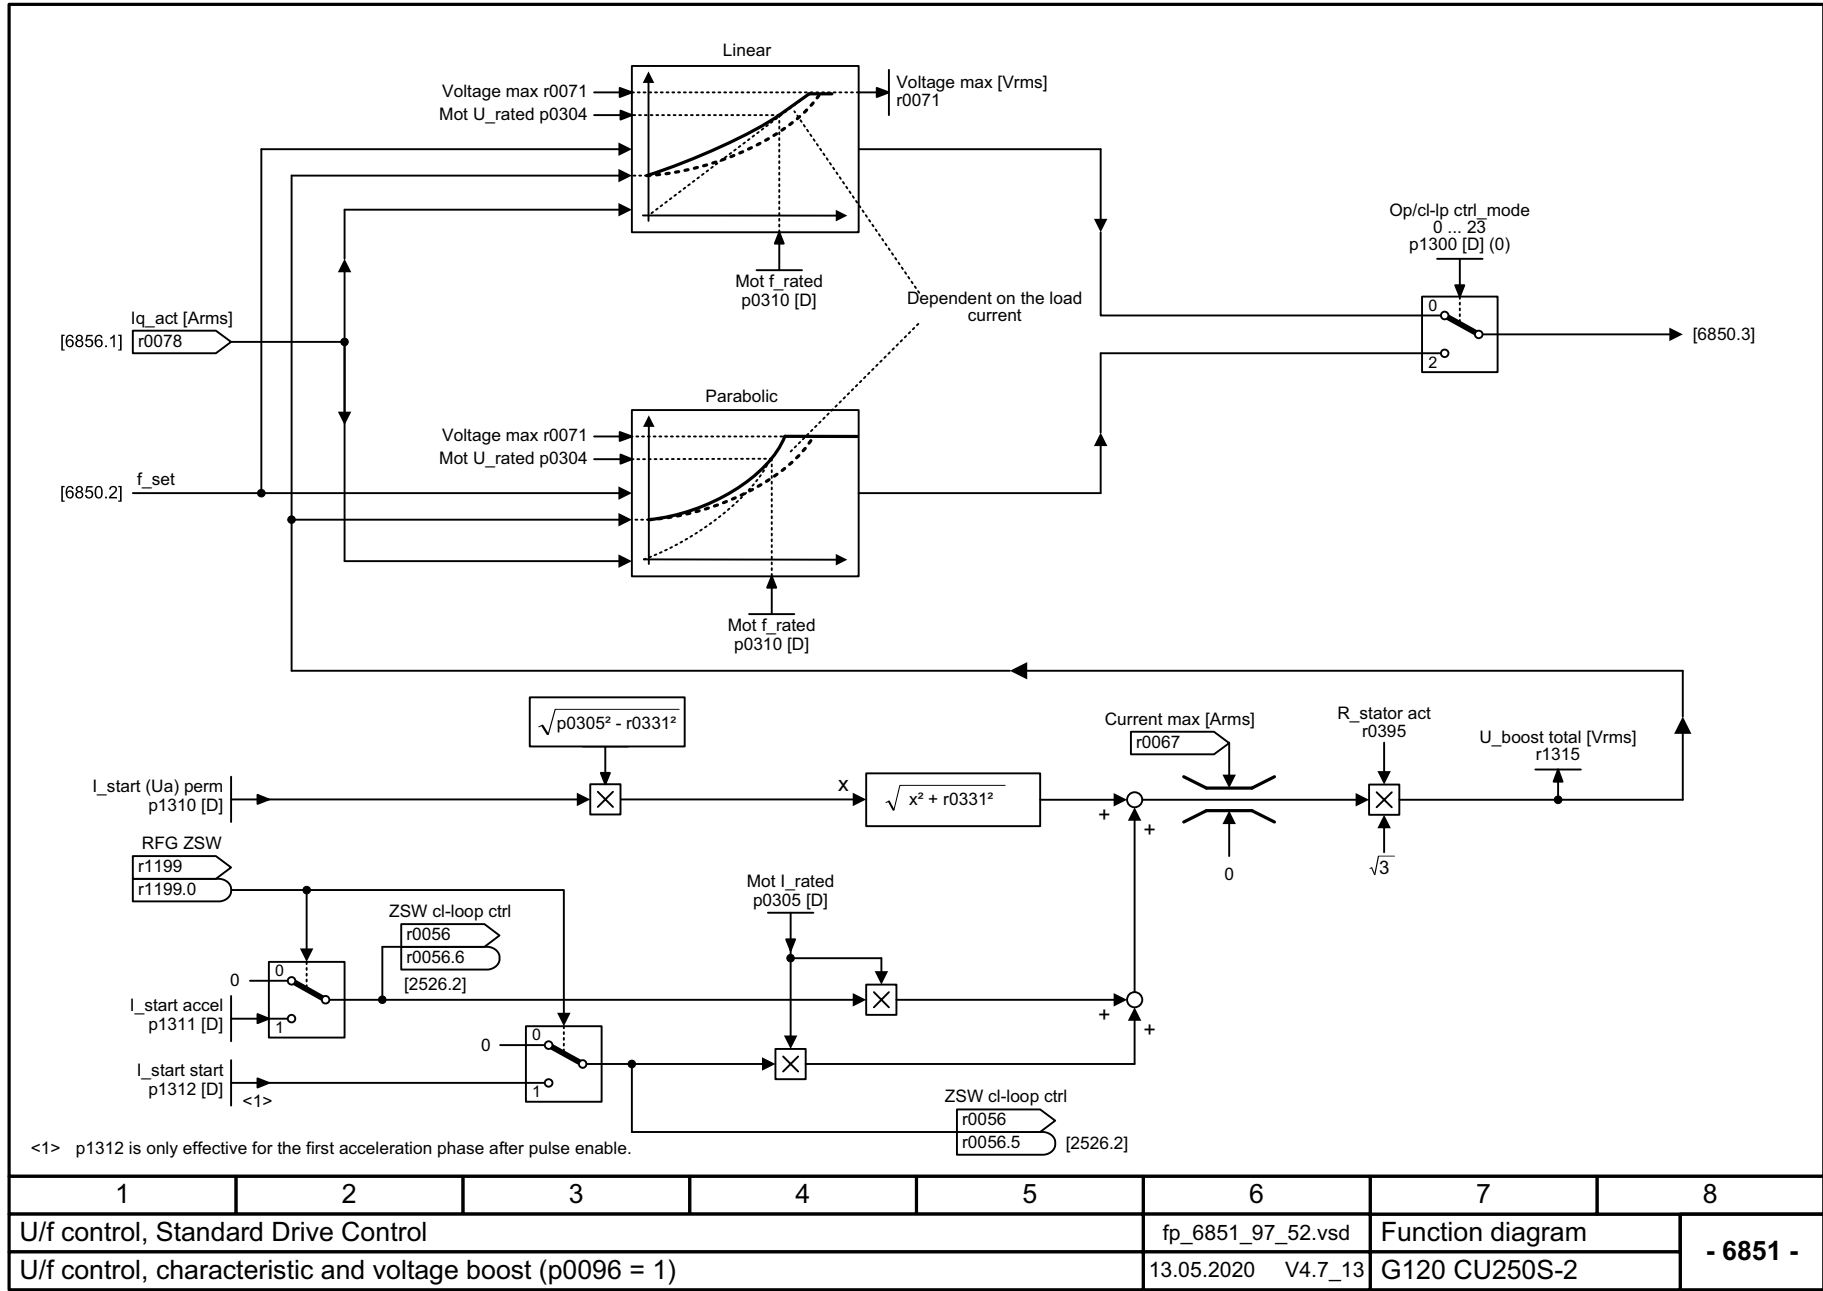 Linear
Voltage max r0071
Mot U_rated p0304
Voltage max [Vrms]
r0071
Mot f_rated
p0310 [D]
Op/cl-lp ctrl_mode
0 ... 23
p1300 [D] (0)
0
2
[6850.3]
Dependent on the load
current
Iq_act [Arms]
[6856.1]
r0078
Parabolic
Voltage max r0071
Mot U_rated p0304
[6850.2]
f_set
Mot f_rated
p0310 [D]
√p0305² - r0331²
I_start (Ua) perm
p1310 [D]
x
√ x² + r0331²
+
+
Current max [Arms]
r0067
0
R_stator act
r0395
√3
U_boost total [Vrms]
r1315
RFG ZSW
r1199
r1199.0
ZSW cl-loop ctrl
r0056
r0056.6
[2526.2]
Mot I_rated
p0305 [D]
0
0
1
I_start accel
p1311 [D]
+
+
0
0
1
I_start start
p1312 [D]
<1>
ZSW cl-loop ctrl
r0056
r0056.5
[2526.2]
<1> p1312 is only effective for the first acceleration phase after pulse enable.
1 2 3 4 5 6 7 8
U/f control, Standard Drive Control
fp_6851_97_52.vsd
Function diagram
- 6851 -
U/f control, characteristic and voltage boost (p0096 = 1)
13.05.2020 V4.7_13
G120 CU250S-2